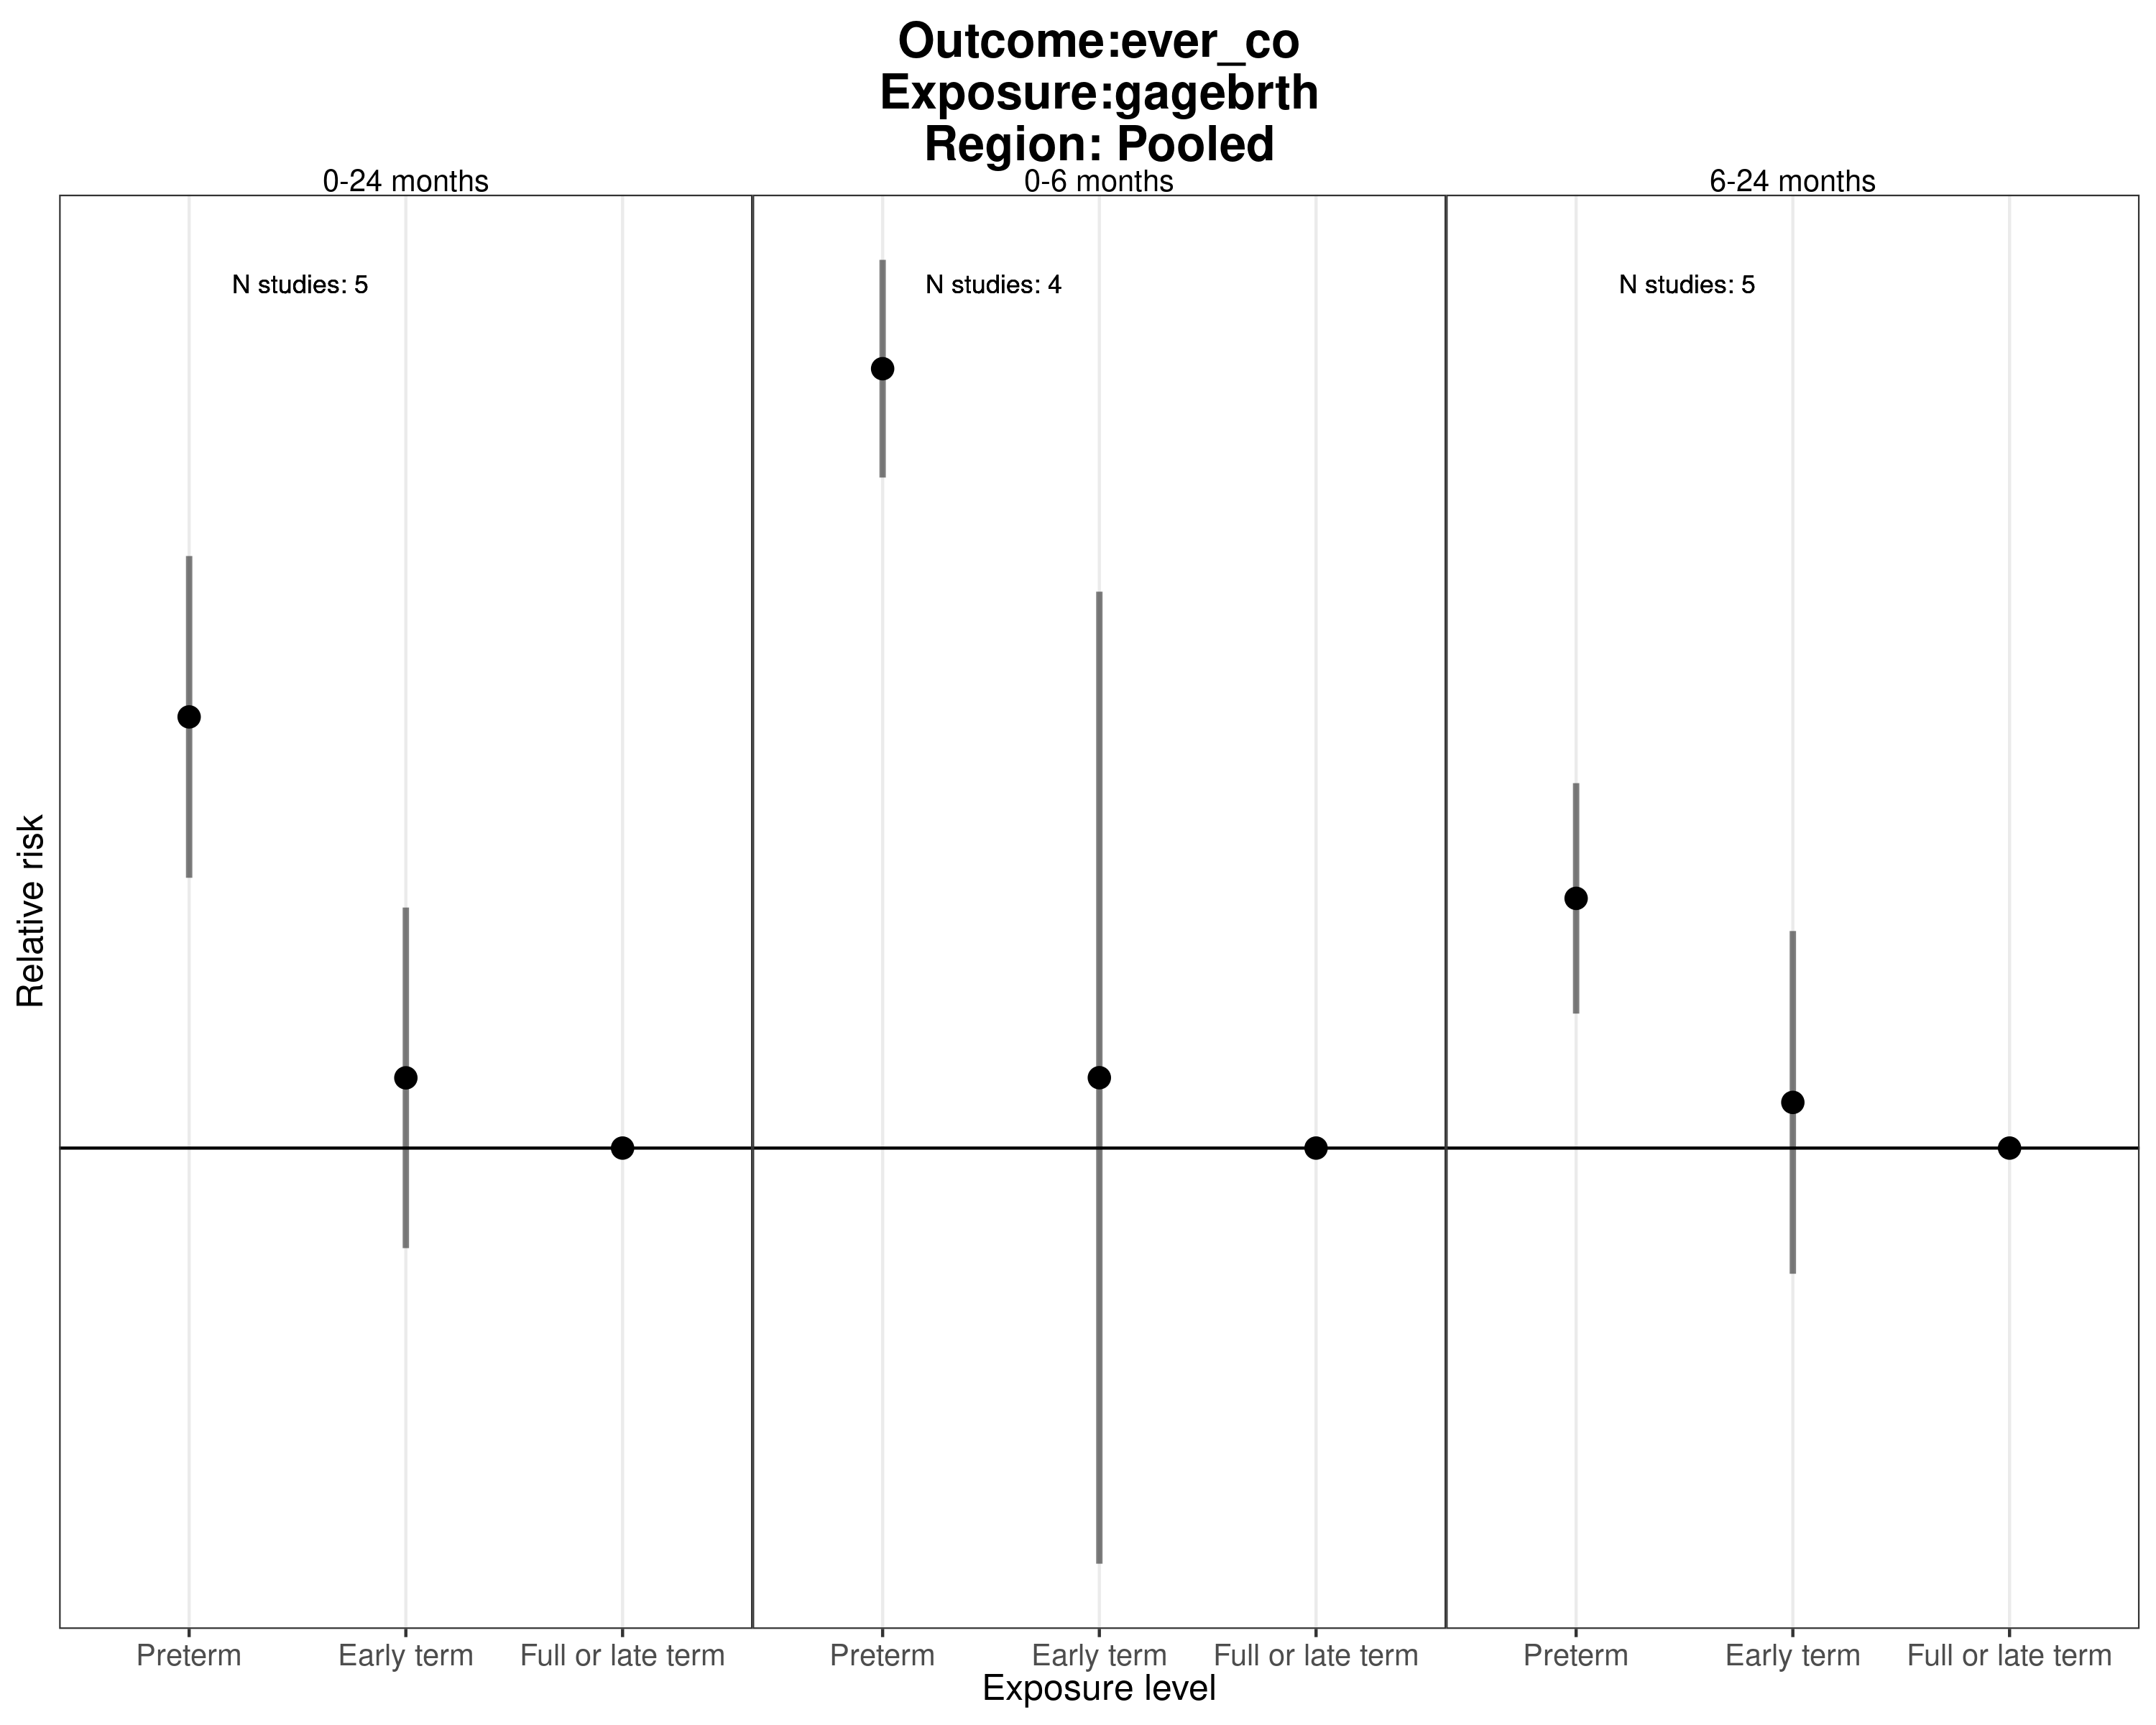 Outcome:ever_co
Exposure:gagebrth
Region: Pooled
0-24 months 0-6 months 6-24 months
N studies: 5 N studies: 4 N studies: 5
Relative risk
Preterm Early term Full or late term Preterm Early term Full or late term Preterm Early term Full or late term
Exposure level